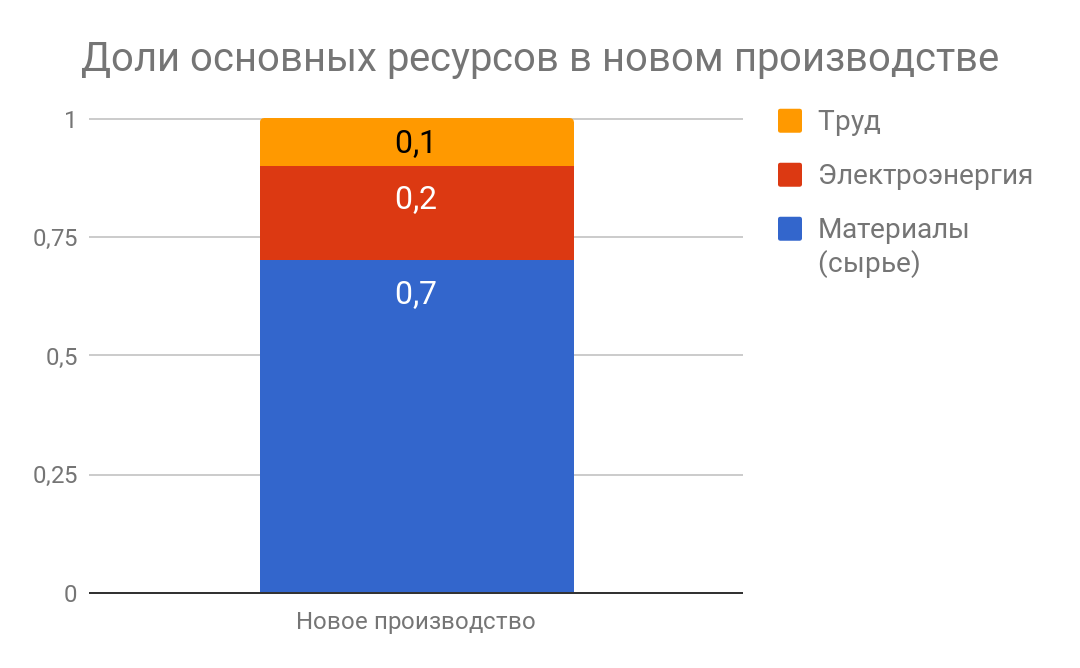 Доли основных ресурсов в новом производстве
1
0,75
0,5
0,25
0
0,1
0,2
0,7
Новое производство
Труд
Электроэнергия
Материалы
(сырье)